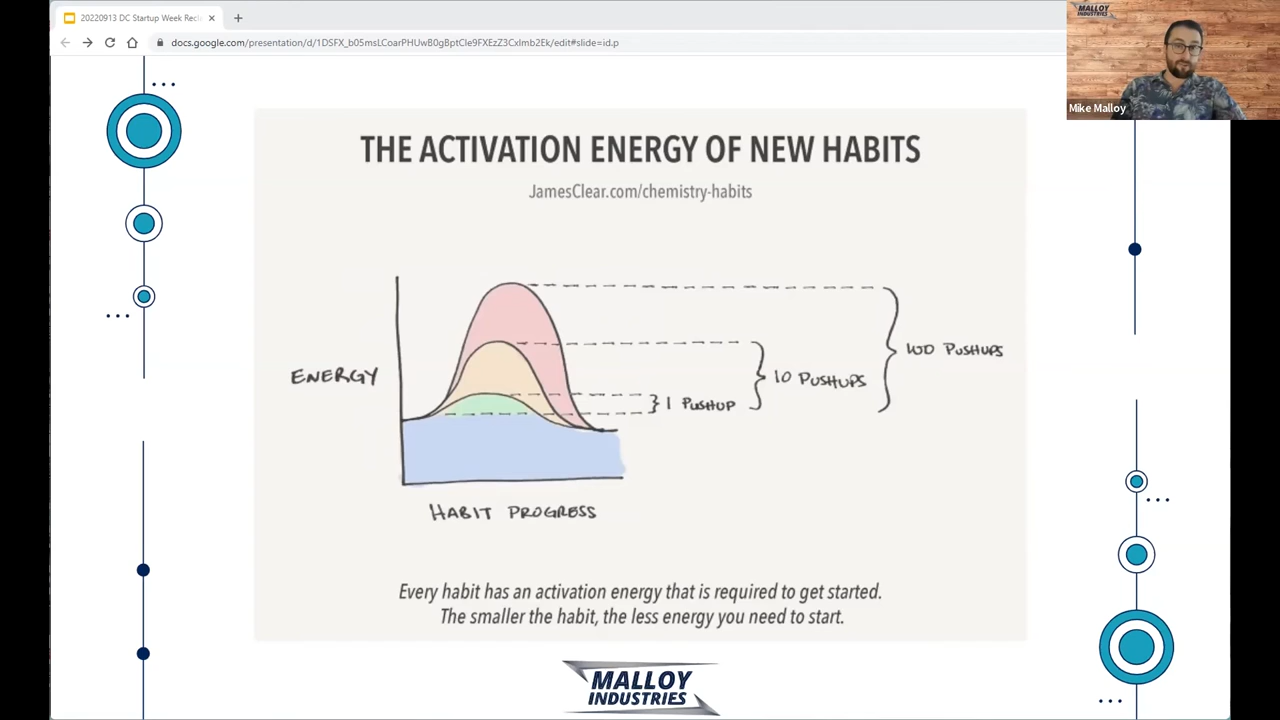 20220913 DC Startup Week Recl
docs.google.com/presentation/d/1DSFX_b05msLCoarPHUwB0gBptCIe9FXEzZ3CxImb2Ek/edit#slide=id.p
MALLOY
INDUSTRIES
Mike Malloy
THE ACTIVATION ENERGY OF NEW HABITS
JamesClear.com/chemistry-habits
ENERGY
1 PUSHUP
10 PUSHUPS
100 PUSHUPS
HABIT PROGRESS
Every habit has an activation energy that is required to get started.
The smaller the habit, the less energy you need to start.
MALLOY
INDUSTRIES